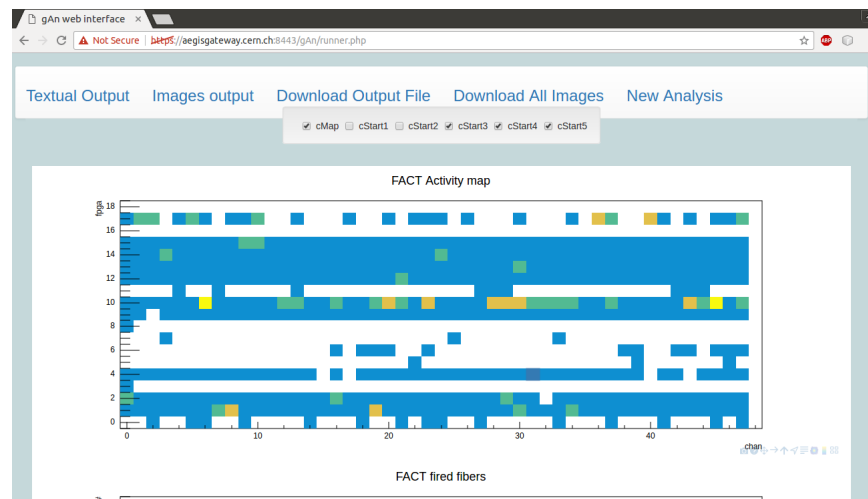 gAn web interface ×
Not Secure | https://aegisgateway.cern.ch:8443/gAn/runner.php
ABP
Textual Output Images output Download Output File Download All Images New Analysis
cMap cStart1 cStart2 cStart3 cStart4 cStart5
FACT Activity map
fpga
18
16
14
12
10
8
6
4
2
0
0 10 20 30 40
chan
FACT fired fibers